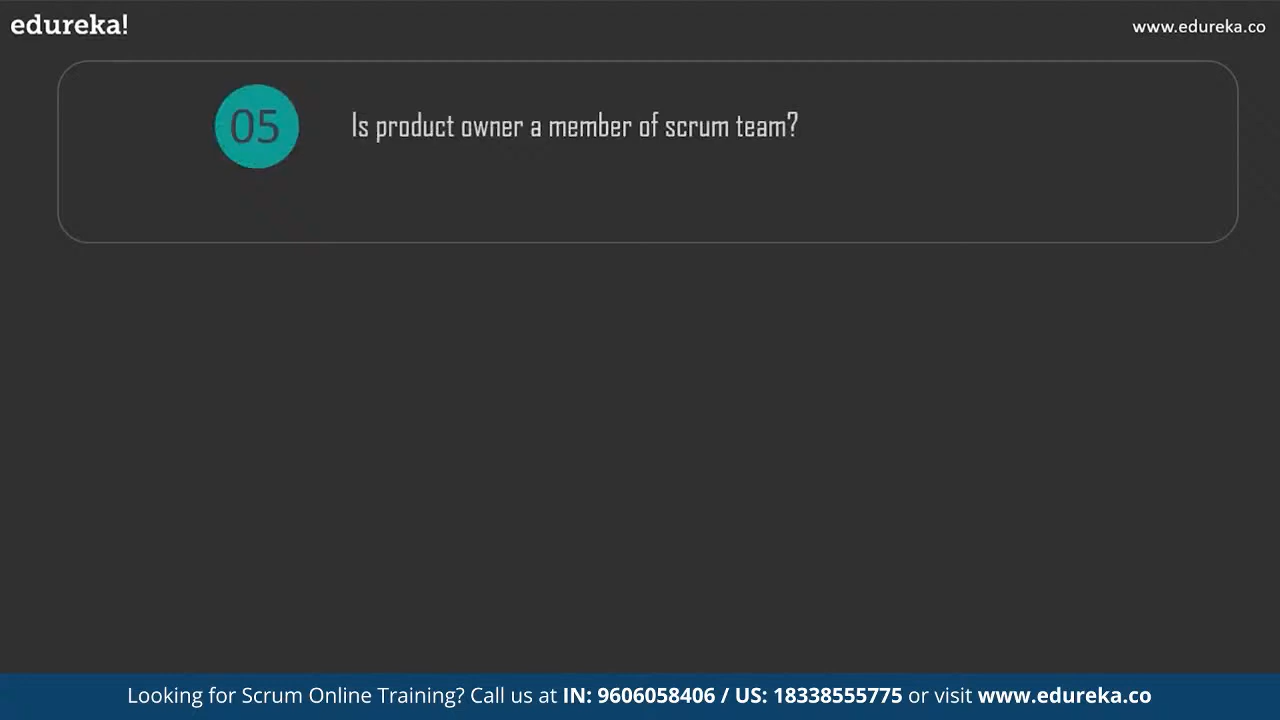 edureka!
www.edureka.co
05
Is product owner a member of scrum team?
Looking for Scrum Online Training? Call us at IN: 9606058406 / US: 18338555775 or visit www.edureka.co